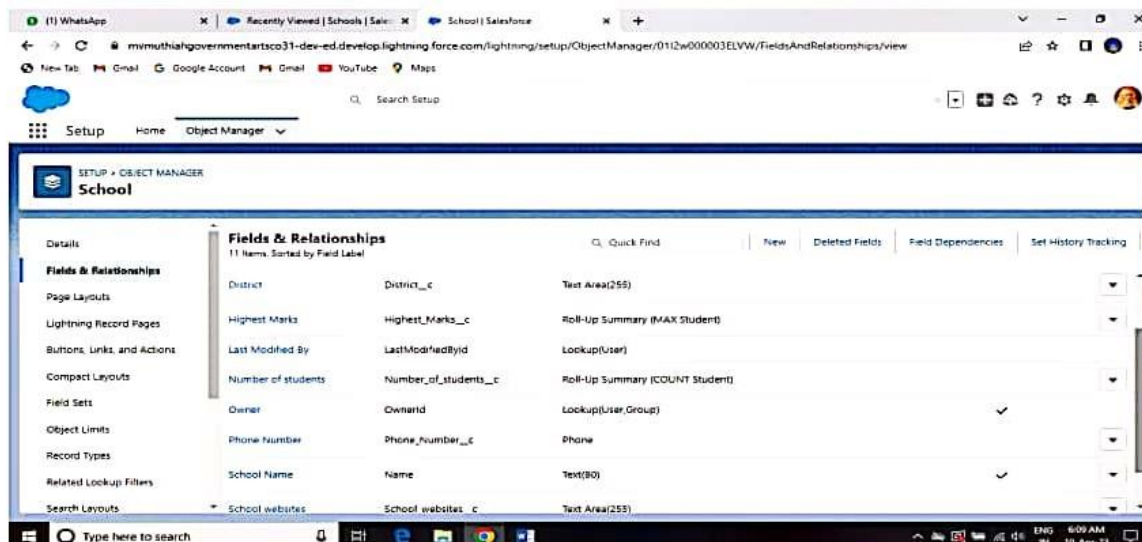 (1) WhatsApp
Recently Viewed | Schools | Sale
School | Salesforce
mvmuthiahgovernmentartsco31-dev-ed.develop.lightning.force.com/lightning/setup/ObjectManager/01I2w000003ELVW/FieldsAndRelationships/view
New Tab Gmail Google Account Gmail YouTube Maps
Search Setup
Setup Home Object Manager
SETUP > OBJECT MANAGER
School
Details
Fields & Relationships
Page Layouts
Lightning Record Pages
Buttons, Links, and Actions
Compact Layouts
Field Sets
Object Limits
Record Types
Related Lookup Filters
Search Layouts
Fields & Relationships
11 Items. Sorted by Field Label
Quick Find New Deleted Fields Field Dependencies Set History Tracking
District District__c Text Area(255)
Highest Marks Highest_Marks__c Roll-Up Summary (MAX Student)
Last Modified By LastModifiedById Lookup(User)
Number of students Number_of_students__c Roll-Up Summary (COUNT Student)
Owner OwnerId Lookup(User,Group)
Phone Number Phone_Number__c Phone
School Name Name Text(80)
School websites School_websites_c Text Area(255)
Type here to search
ENG 6:09 AM